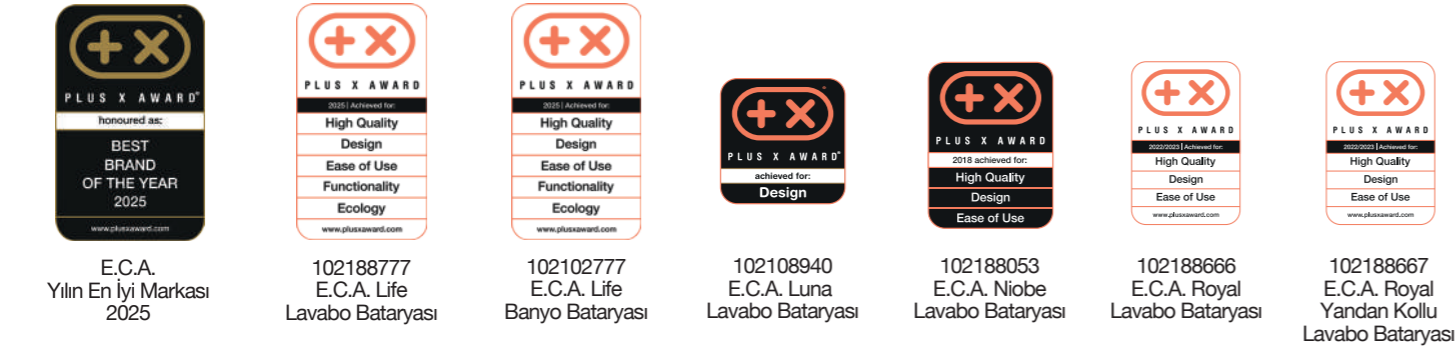 PLUS X AWARD®
honoured as:
BEST
BRAND
OF THE YEAR
2025
www.plusxaward.com
E.C.A.
Yılın En İyi Markası
2025
PLUS X AWARD
2025 | Achieved for:
High Quality
Design
Ease of Use
Functionality
Ecology
www.plusxaward.com
102188777
E.C.A. Life
Lavabo Bataryası
PLUS X AWARD
2025 | Achieved for:
High Quality
Design
Ease of Use
Functionality
Ecology
www.plusxaward.com
102102777
E.C.A. Life
Banyo Bataryası
PLUS X AWARD®
achieved for:
Design
102108940
E.C.A. Luna
Lavabo Bataryası
PLUS X AWARD
2018 achieved for:
High Quality
Design
Ease of Use
102188053
E.C.A. Niobe
Lavabo Bataryası
PLUS X AWARD
2022/2023 | Achieved for:
High Quality
Design
Ease of Use
www.plusxaward.com
102188666
E.C.A. Royal
Lavabo Bataryası
PLUS X AWARD
2022/2023 | Achieved for:
High Quality
Design
Ease of Use
www.plusxaward.com
102188667
E.C.A. Royal
Yandan Kollu
Lavabo Bataryası